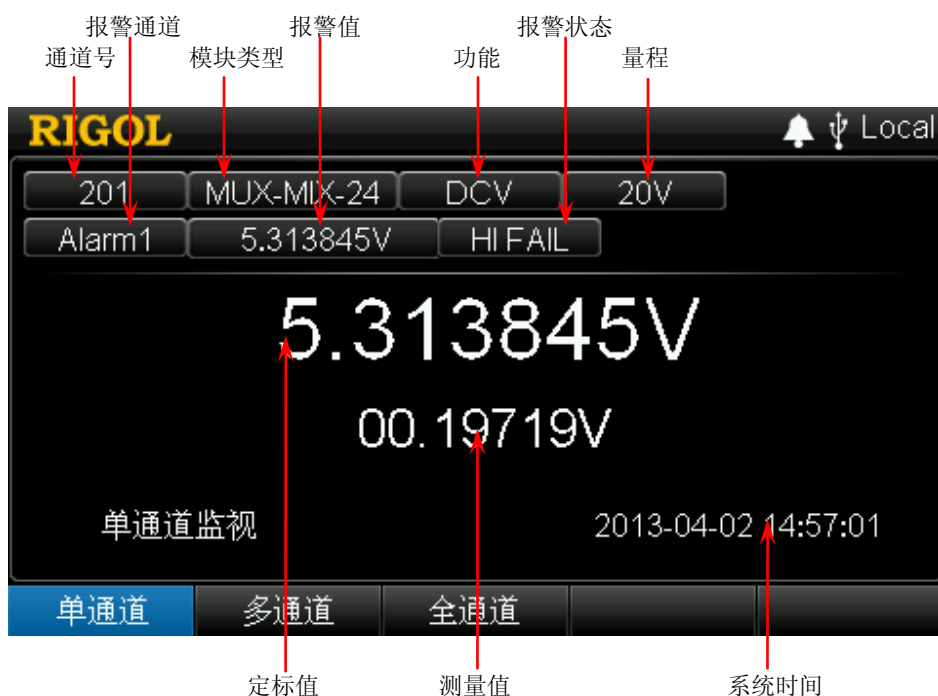 报警通道 报警值 报警状态
通道号 模块类型 功能 量程
RIGOL Local
201 MUX-MIX-24 DCV 20V
Alarm1 5.313845V HI FAIL
5.313845V
00.19719V
单通道监视 2013-04-02 14:57:01
单通道 多通道 全通道
定标值 测量值 系统时间